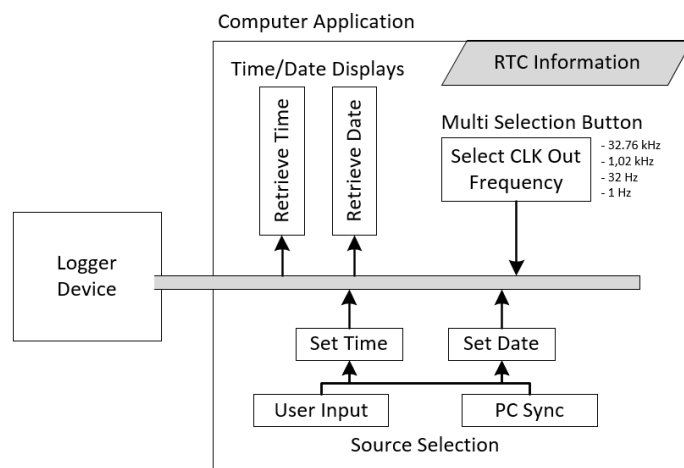 Computer Application
RTC Information
Time/Date Displays
Retrieve Time
Retrieve Date
Multi Selection Button
Select CLK Out
Frequency
- 32.76 kHz
- 1,02 kHz
- 32 Hz
- 1 Hz
Logger
Device
Set Time
Set Date
User Input
PC Sync
Source Selection